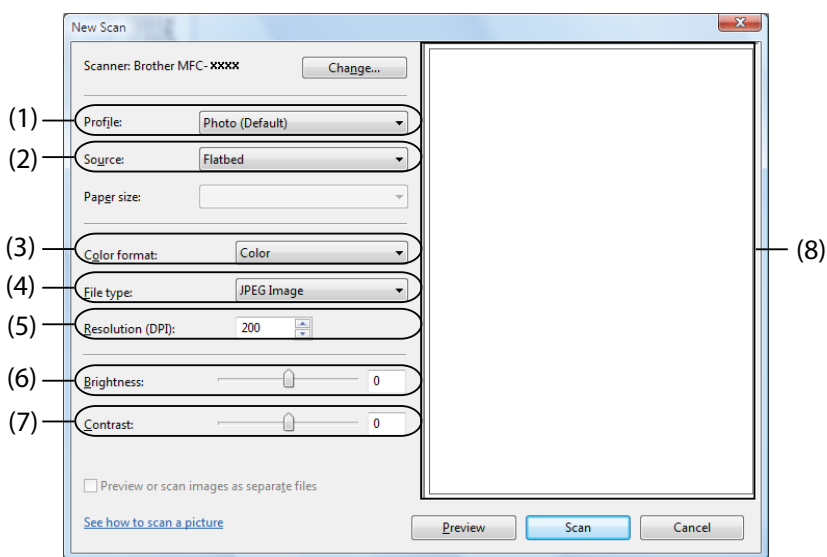 New Scan
Scanner: Brother MFC-xxxx
Change...
(1) Profile: Photo (Default)
(2) Source: Flatbed
Paper size:
(3) Color format: Color
(8)
(4) File type: JPEG Image
(5) Resolution (DPI): 200
(6) Brightness: 0
(7) Contrast: 0
Preview or scan images as separate files
See how to scan a picture
Preview Scan Cancel